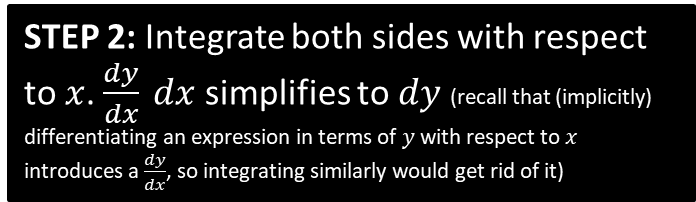 STEP 2: Integrate both sides with respect
to x. dy/dx dx simplifies to dy (recall that (implicitly)
differentiating an expression in terms of y with respect to x
introduces a dy/dx, so integrating similarly would get rid of it)